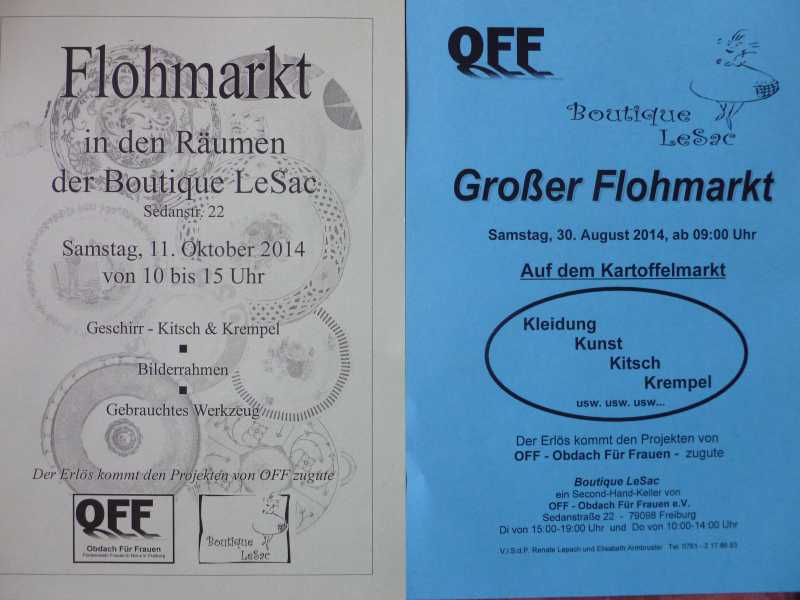 Flohmarkt
in den Räumen
der Boutique LeSac
Sedanstr. 22
Samstag, 11. Oktober 2014
von 10 bis 15 Uhr
Geschirr - Kitsch & Krempel
Bilderrahmen
Gebrauchtes Werkzeug
Der Erlös kommt den Projekten von OFF zugute
OFF
Obdach Für Frauen
Boutique
LeSac
OFF
Boutique
LeSac
Großer Flohmarkt
Samstag, 30. August 2014, ab 09:00 Uhr
Auf dem Kartoffelmarkt
Kleidung
Kunst
Kitsch
Krempel
usw. usw. usw...
Der Erlös kommt den Projekten von
OFF - Obdach Für Frauen - zugute
Boutique LeSac
ein Second-Hand-Keller von
OFF - Obdach Für Frauen e.V.
Sedanstraße 22 - 79098 Freiburg
Di von 15:00-19:00 Uhr und Do von 10:00-14:00 Uhr
V.i.S.d.P. Renate Lepach und Elisabeth Armbruster Tel. 0761